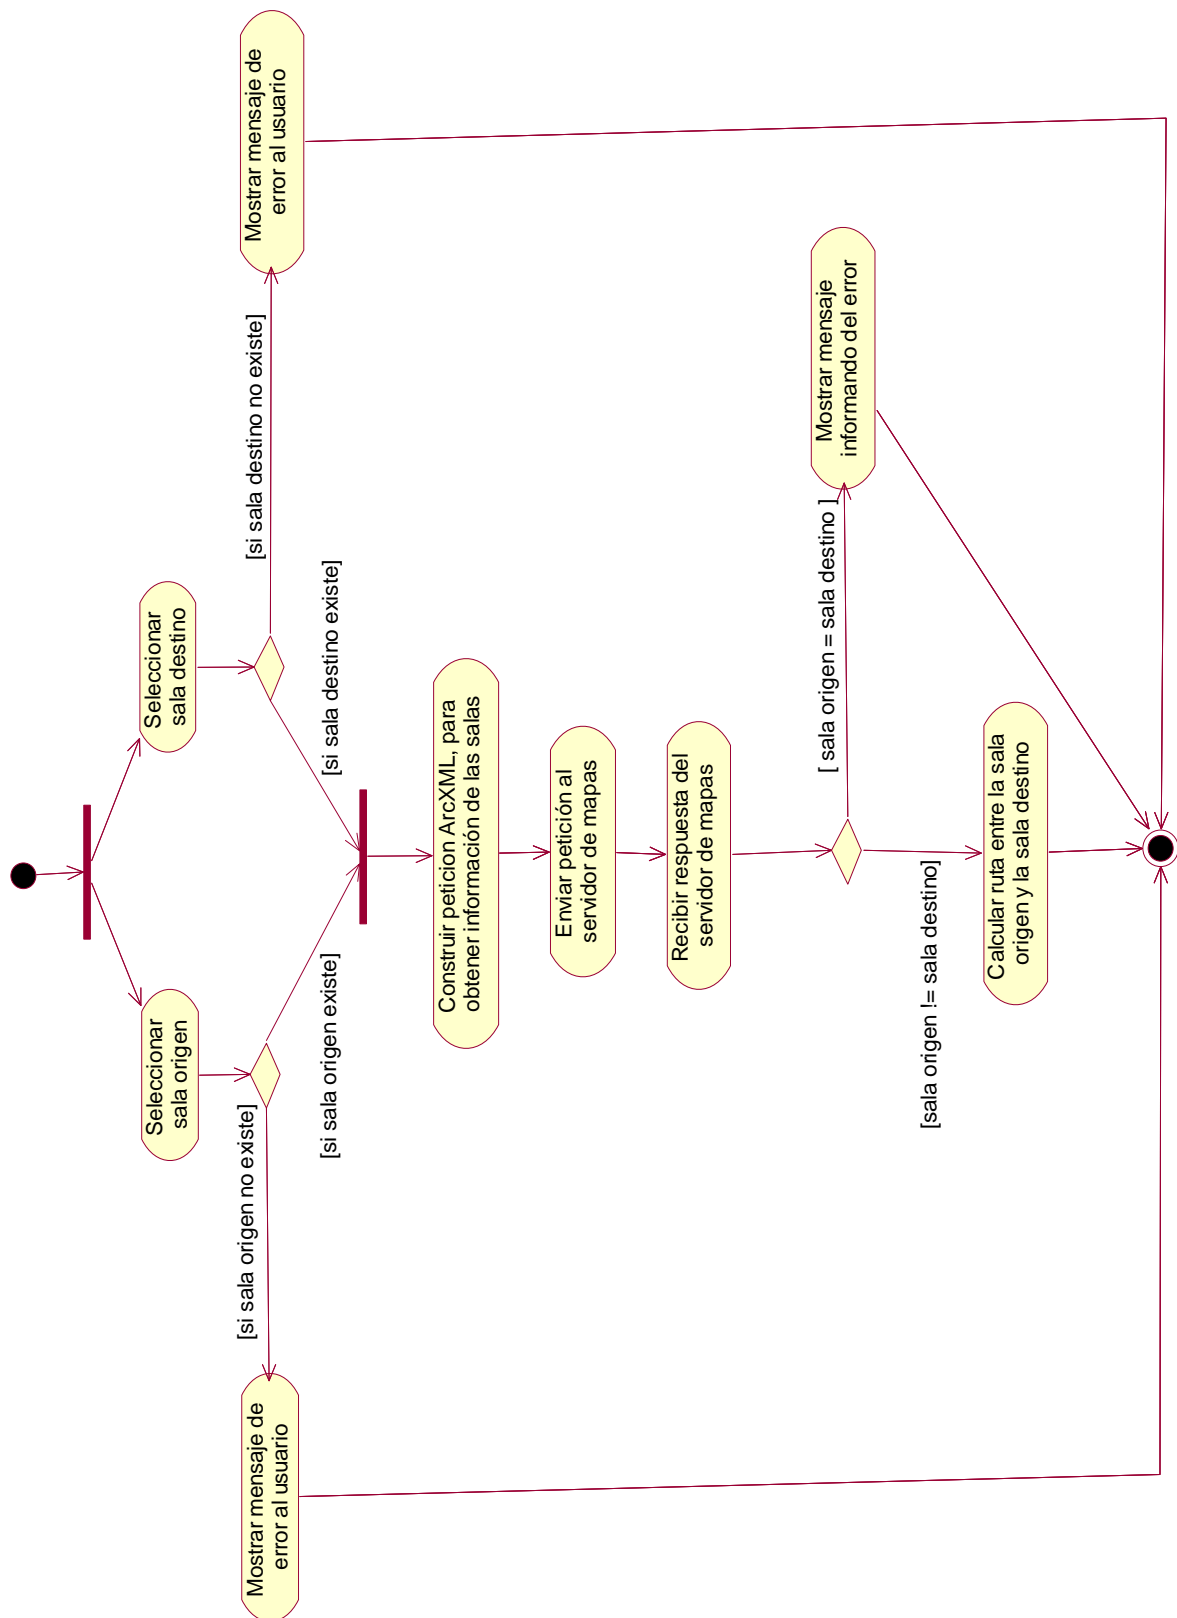 Seleccionar
sala origen
Seleccionar
sala destino
Mostrar mensaje de
error al usuario
[si sala origen no existe]
[si sala destino no existe]
Mostrar mensaje de
error al usuario
[si sala origen existe]
[si sala destino existe]
Construir peticion ArcXML, para
obtener información de las salas
Enviar petición al
servidor de mapas
Recibir respuesta del
servidor de mapas
[ sala origen = sala destino ]
Mostrar mensaje
informando del error
[sala origen != sala destino]
Calcular ruta entre la sala
origen y la sala destino